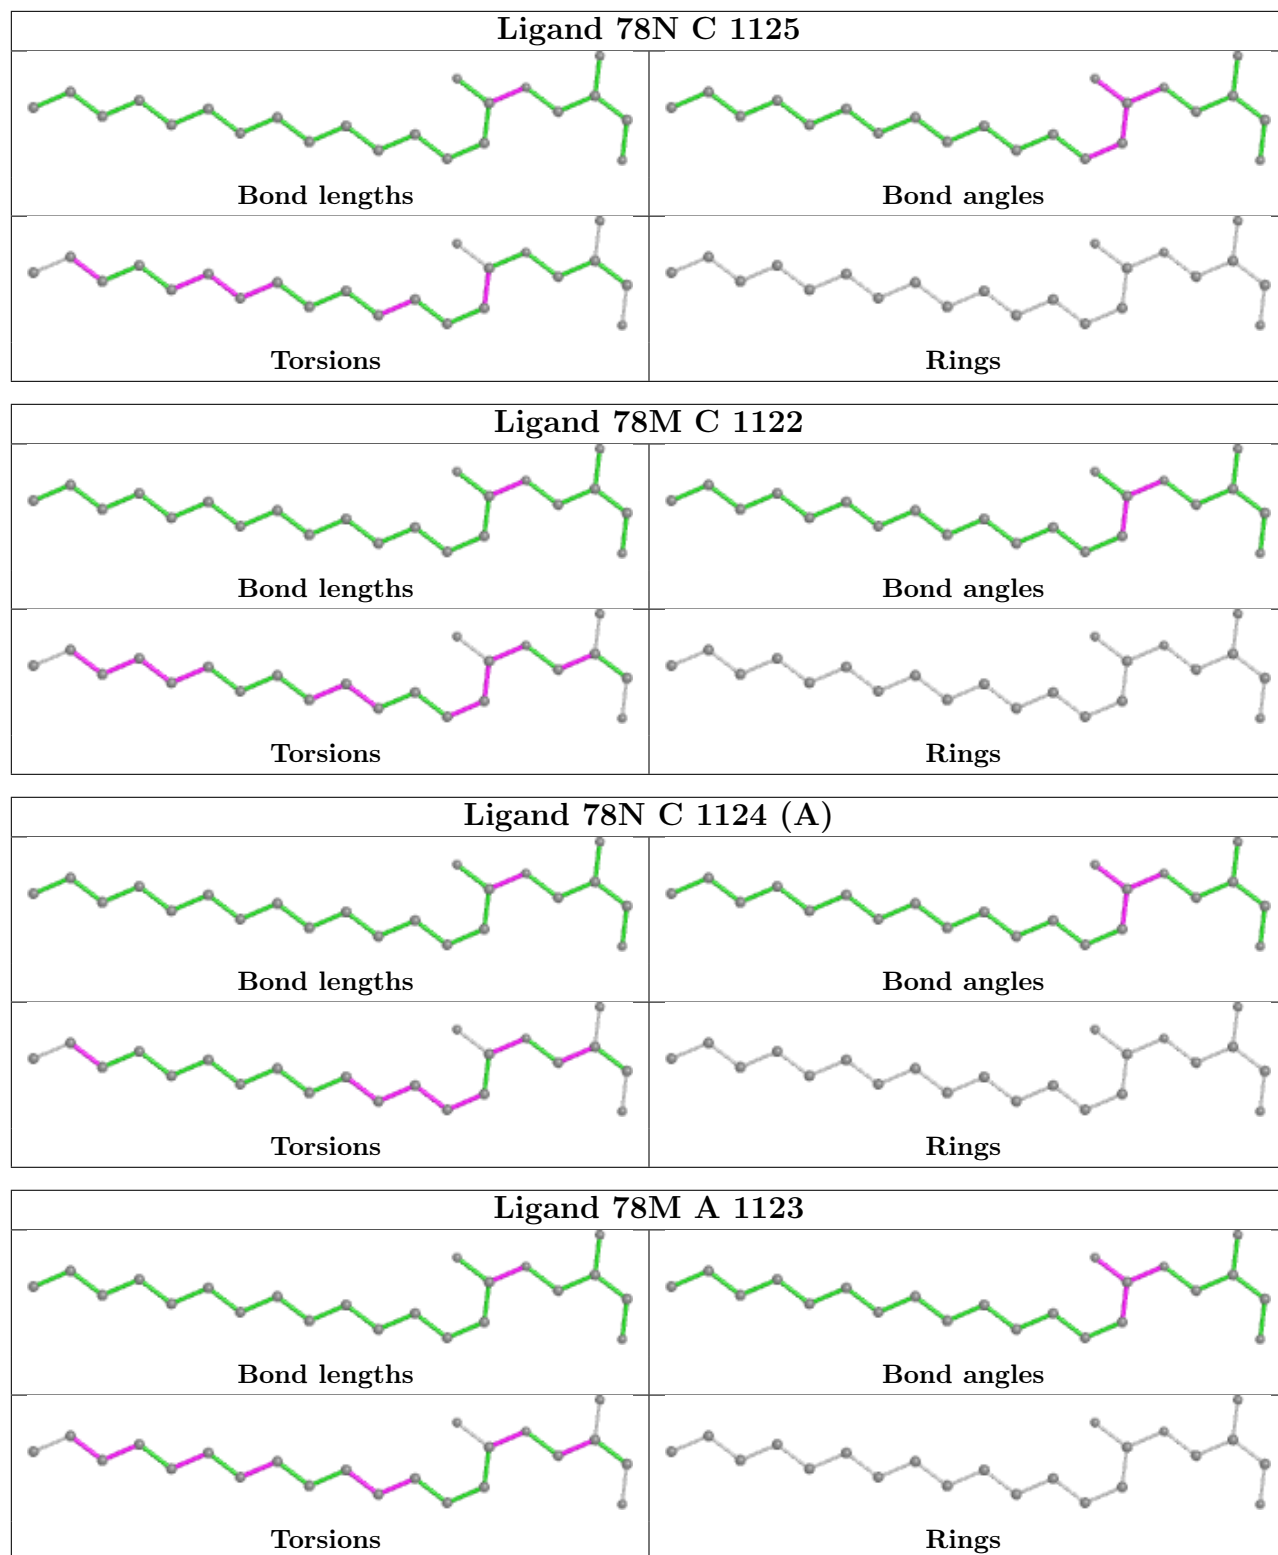 Ligand 78N C 1125
Bond lengths
Bond angles
Torsions
Rings
Ligand 78M C 1122
Bond lengths
Bond angles
Torsions
Rings
Ligand 78N C 1124 (A)
Bond lengths
Bond angles
Torsions
Rings
Ligand 78M A 1123
Bond lengths
Bond angles
Torsions
Rings